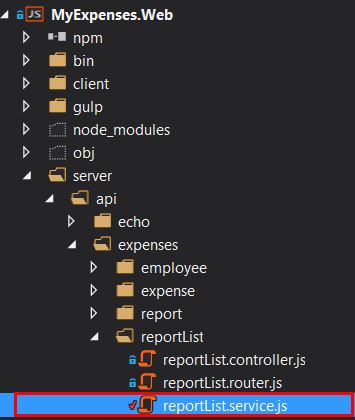 MyExpenses.Web
npm
bin
client
gulp
node_modules
obj
server
api
echo
expenses
employee
expense
report
reportList
reportList.controller.js
reportList.router.js
reportList.service.js